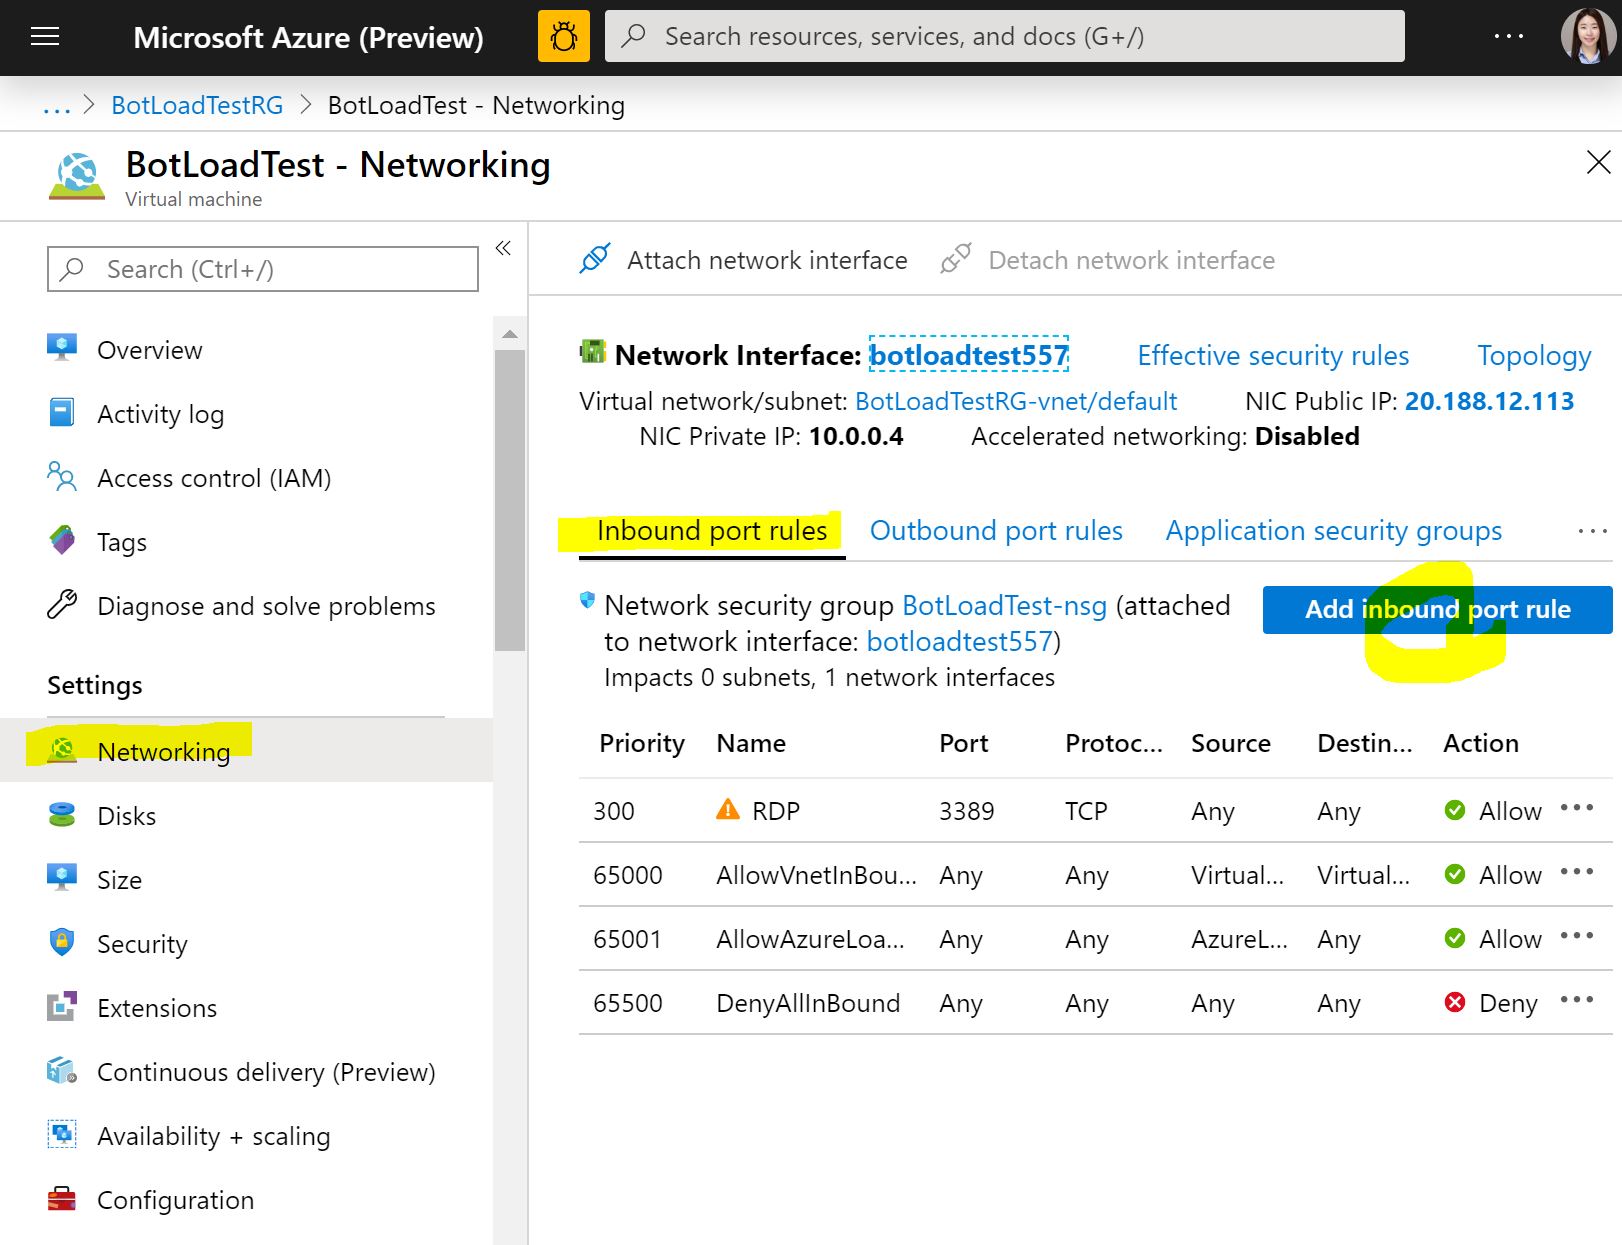 Microsoft Azure (Preview)
Search resources, services, and docs (G+/)
... > BotLoadTestRG > BotLoadTest - Networking
BotLoadTest - Networking
Virtual machine
Search (Ctrl+/)
Overview
Activity log
Access control (IAM)
Tags
Diagnose and solve problems
Settings
Networking
Disks
Size
Security
Extensions
Continuous delivery (Preview)
Availability + scaling
Configuration
Attach network interface Detach network interface
Network Interface: botloadtest557 Effective security rules Topology
Virtual network/subnet: BotLoadTestRG-vnet/default NIC Public IP: 20.188.12.113
NIC Private IP: 10.0.0.4 Accelerated networking: Disabled
Inbound port rules Outbound port rules Application security groups ...
Network security group BotLoadTest-nsg (attached
to network interface: botloadtest557)
Impacts 0 subnets, 1 network interfaces
Add inbound port rule
Priority Name Port Protoc... Source Destin... Action
300 RDP 3389 TCP Any Any Allow ...
65000 AllowVnetInBou... Any Any Virtual... Virtual... Allow ...
65001 AllowAzureLoa... Any Any AzureL... Any Allow ...
65500 DenyAllInBound Any Any Any Any Deny ...